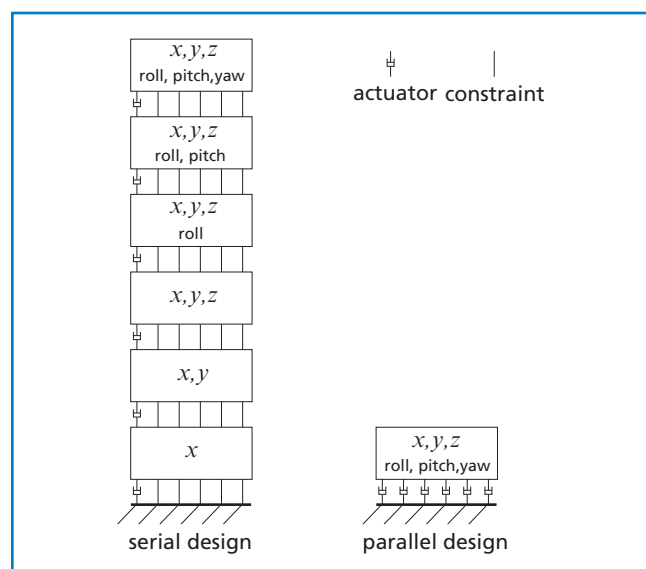 x,y,z
roll, pitch,yaw
actuator constraint
x,y,z
roll, pitch
x,y,z
roll
x,y,z
x,y
x
serial design
x,y,z
roll, pitch,yaw
parallel design